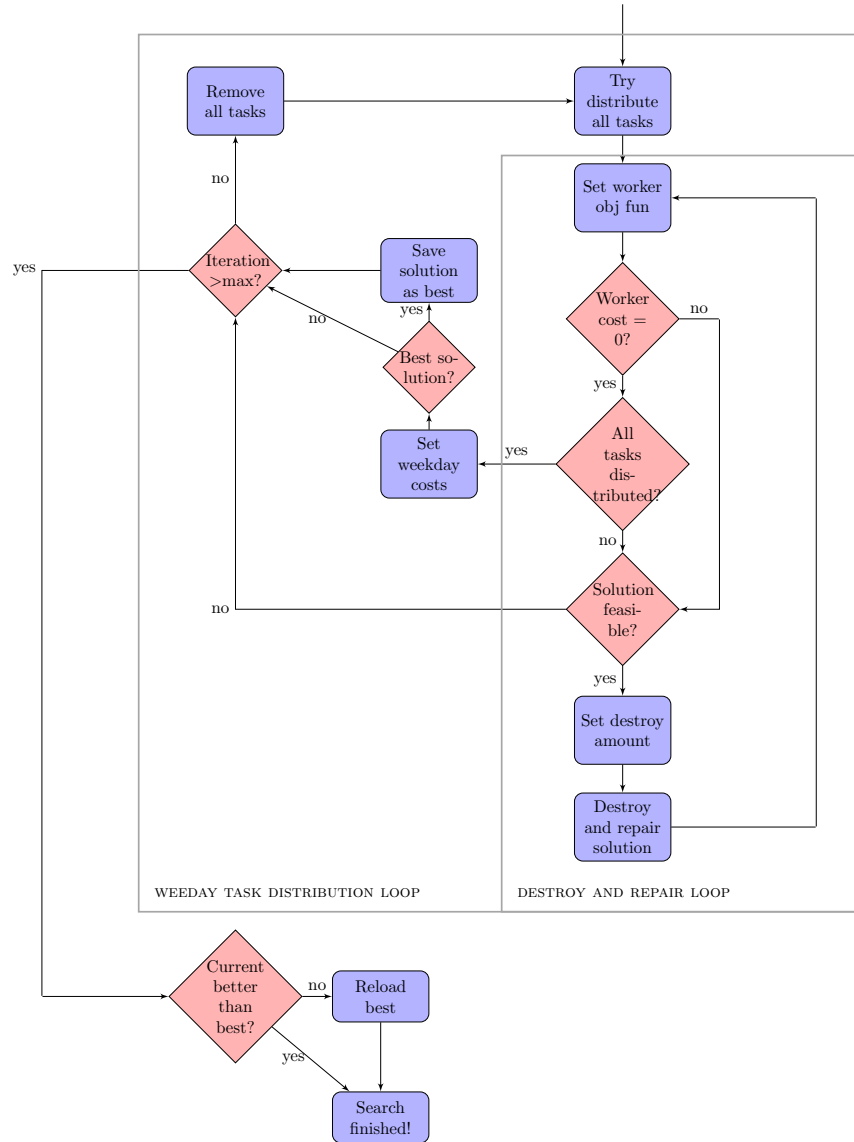 Remove
all tasks
Try
distribute
all tasks
no
Set worker
obj fun
yes
Iteration
>max?
Save
solution
as best
no
yes
Worker
cost =
0?
no
Best so-
lution?
yes
Set
weekday
costs
yes
All
tasks
dis-
tributed?
no
no
Solution
feasi-
ble?
yes
Set destroy
amount
Destroy
and repair
solution
WEEDAY TASK DISTRIBUTION LOOP
DESTROY AND REPAIR LOOP
Current
better
than
best?
no
Reload
best
yes
Search
finished!